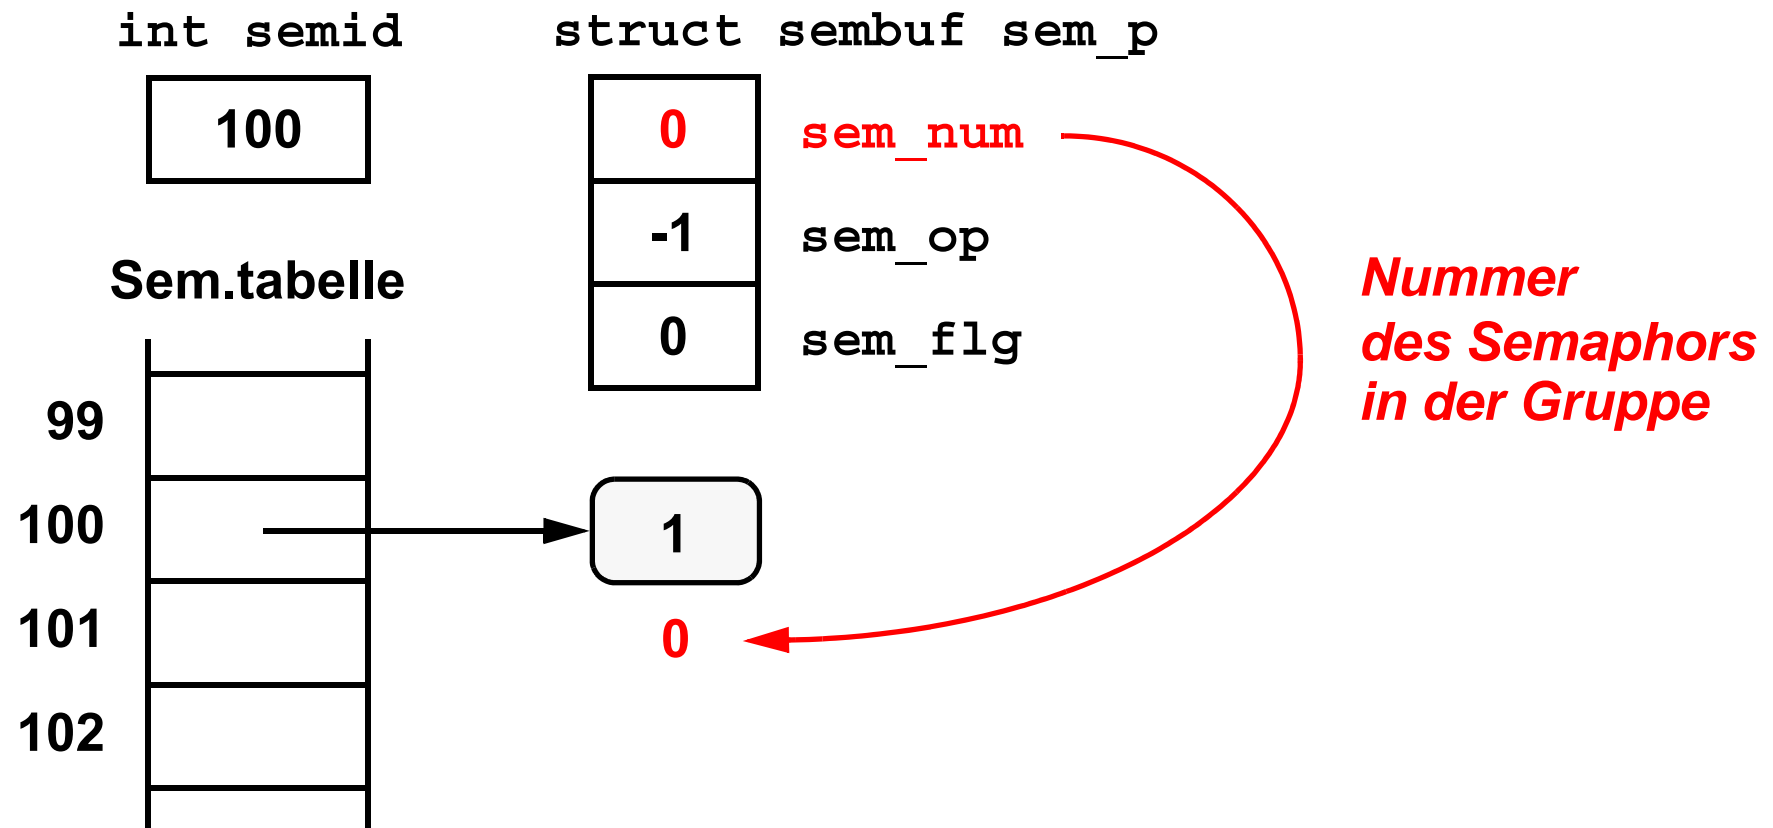 int semid
struct sembuf sem_p
100
0 sem_num
-1 sem_op
0 sem_flg
Nummer
des Semaphors
in der Gruppe
Sem.tabelle
99
100
1
101
0
102